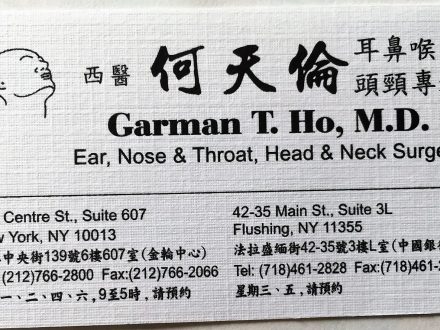 西醫 何天倫 耳鼻喉
頭頸專
Garman T. Ho, M.D.
Ear, Nose & Throat, Head & Neck Surge
Centre St., Suite 607
w York, NY 10013
中央街139號6樓607室(金輪中心)
(212)766-2800 Fax:(212)766-2066
一、二、四、六,9至5時,請預約
42-35 Main St., Suite 3L
Flushing, NY 11355
法拉盛緬街42-35號3樓L室(中國銀
Tel: (718)461-2828 Fax:(718)461-2
星期三、五,請預約